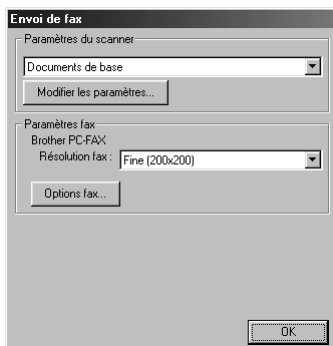 Envoi de fax
Paramètres du scanner
Documents de base
Modifier les paramètres...
Paramètres fax
Brother PC-FAX
Résolution fax : Fine (200x200)
Options fax...
OK